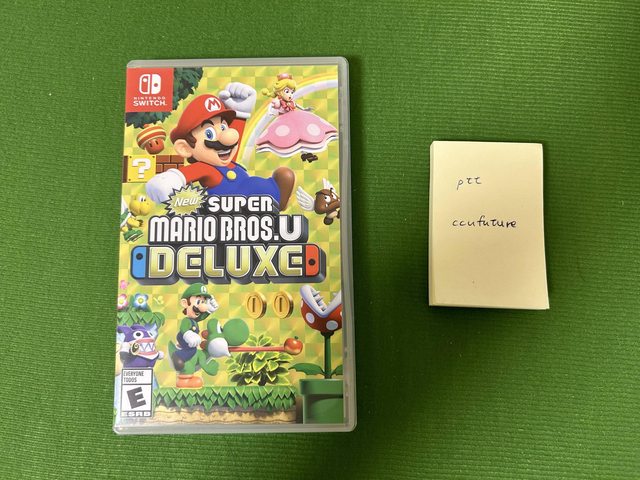 NINTENDO
SWITCH
M
?
New
SUPER
MARIO BROS.U
DELUXE
EVERYONE
TODOS
E
ESRB
ptt
ccufuture